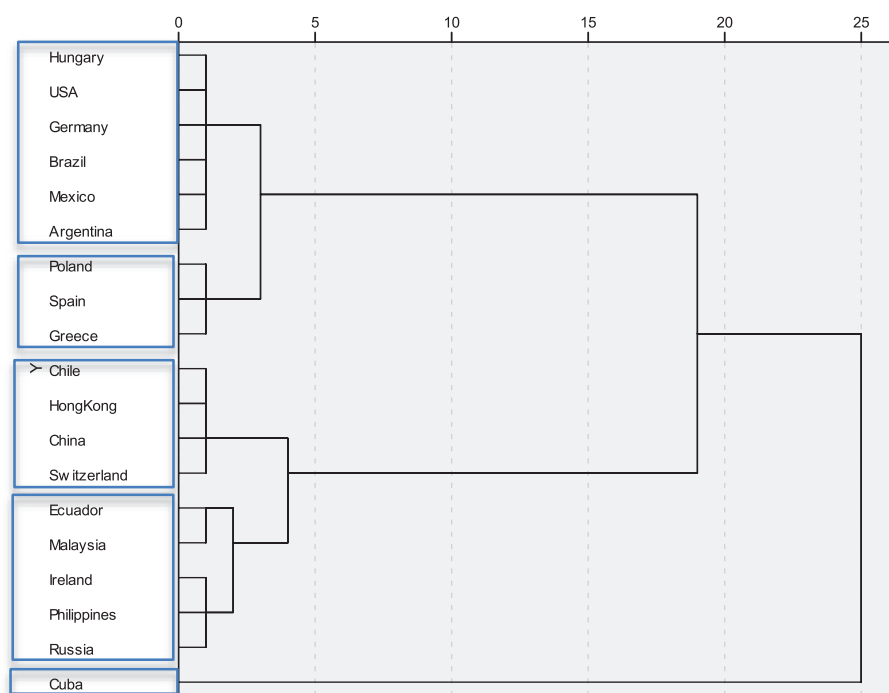 0 5 10 15 20 25
Hungary
USA
Germany
Brazil
Mexico
Argentina
Poland
Spain
Greece
Y Chile
HongKong
China
Switzerland
Ecuador
Malaysia
Ireland
Philippines
Russia
Cuba